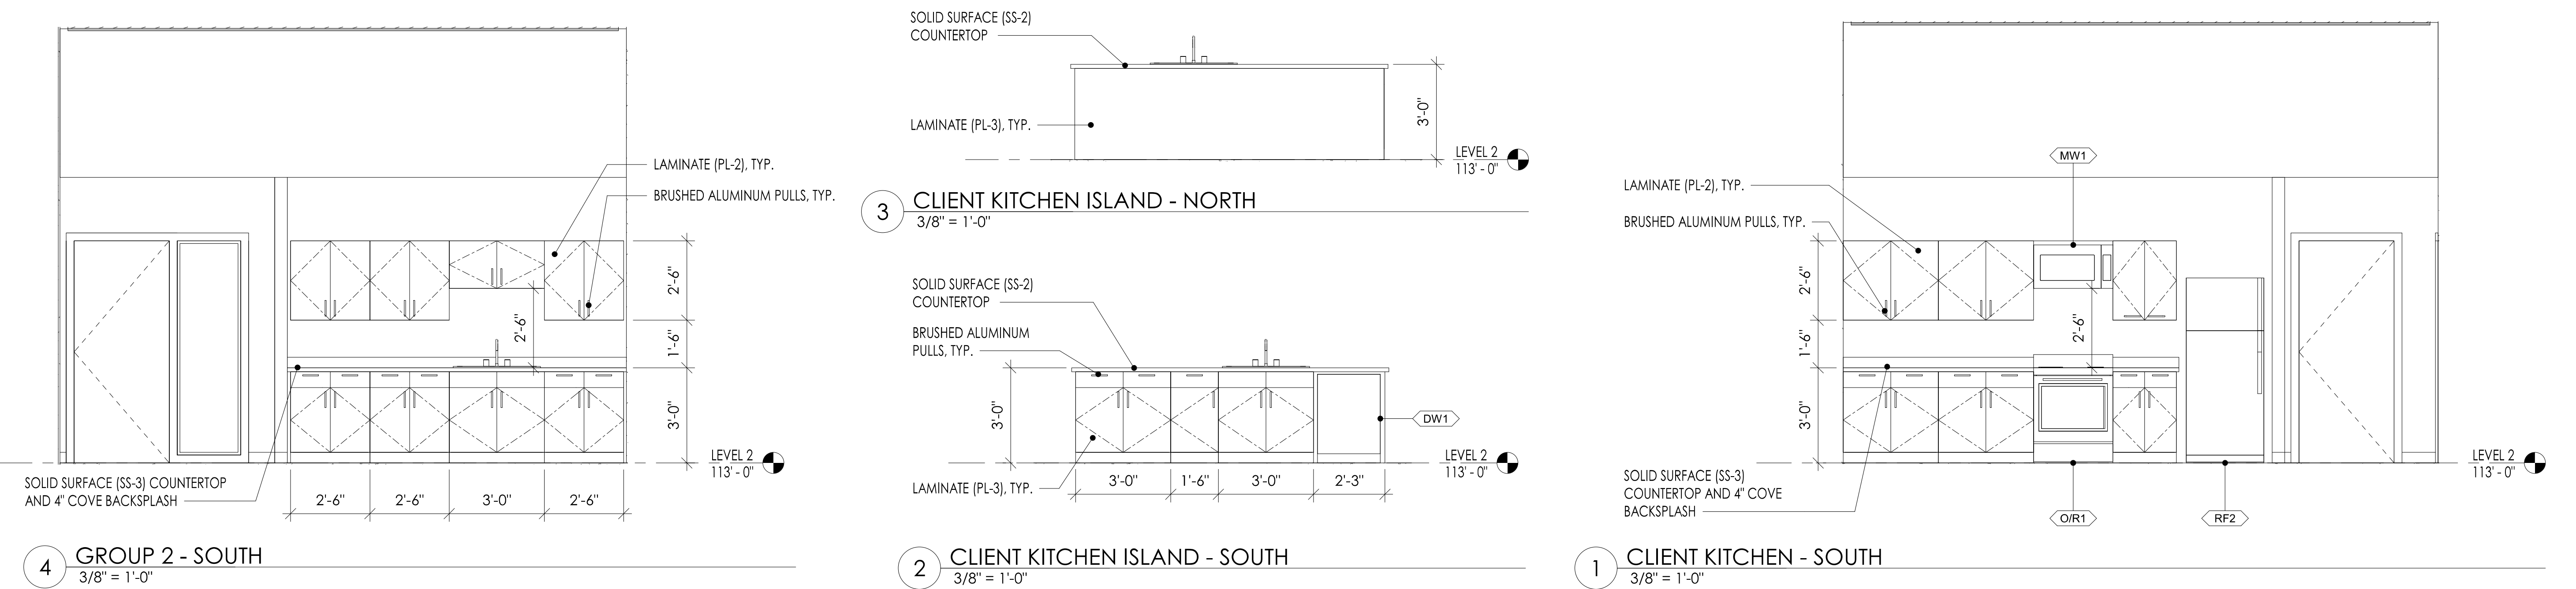 LAMINATE (PL-2), TYP.
BRUSHED ALUMINUM PULLS, TYP.
2'-6"
2'-6"
1'-6"
3'-0"
LEVEL 2
113' - 0"
SOLID SURFACE (SS-3) COUNTERTOP
AND 4" COVE BACKSPLASH
2'-6"
2'-6"
3'-0"
2'-6"
4
GROUP 2 - SOUTH
3/8" = 1'-0"
SOLID SURFACE (SS-2)
COUNTERTOP
LAMINATE (PL-3), TYP.
3'-0"
LEVEL 2
113' - 0"
3
CLIENT KITCHEN ISLAND - NORTH
3/8" = 1'-0"
SOLID SURFACE (SS-2)
COUNTERTOP
BRUSHED ALUMINUM
PULLS, TYP.
3'-0"
DW1
LEVEL 2
113' - 0"
LAMINATE (PL-3), TYP.
3'-0"
1'-6"
3'-0"
2'-3"
2
CLIENT KITCHEN ISLAND - SOUTH
3/8" = 1'-0"
MW1
LAMINATE (PL-2), TYP.
BRUSHED ALUMINUM PULLS, TYP.
2'-6"
1'-6"
2'-6"
3'-0"
LEVEL 2
113' - 0"
SOLID SURFACE (SS-3)
COUNTERTOP AND 4" COVE
BACKSPLASH
O/R1
RF2
1
CLIENT KITCHEN - SOUTH
3/8" = 1'-0"